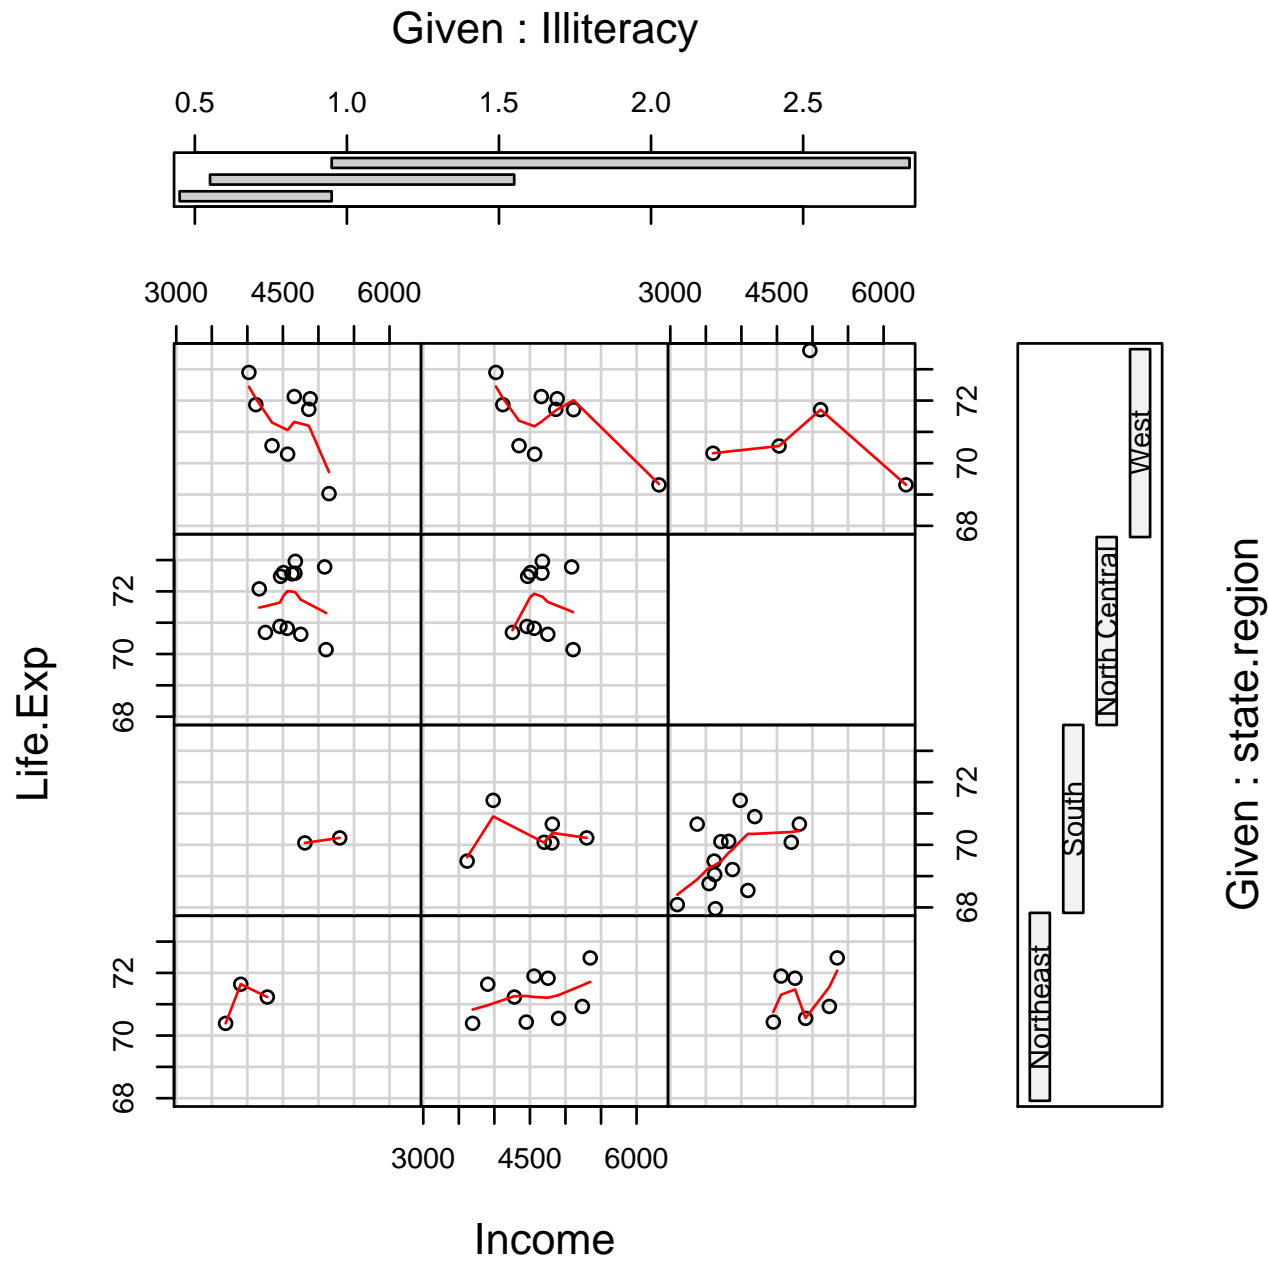 Given : Illiteracy
0.5 1.0 1.5 2.0 2.5
3000 4500 6000 3000 4500 6000
72
70
68
72
70
68
72
70
68
72
70
68
3000 4500 6000
Income
Life.Exp
West
North Central
South
Northeast
Given : state.region